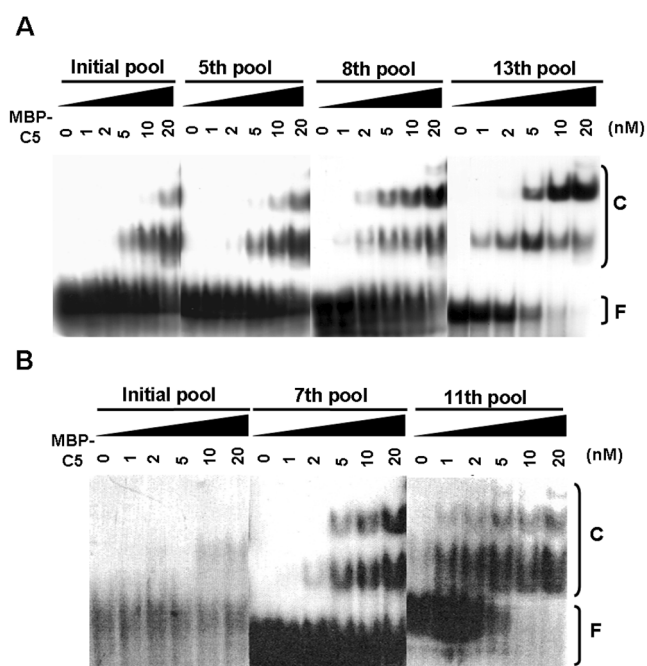 A
Initial pool 5th pool 8th pool 13th pool
MBP-
C5 0 1 2 5 10 20 0 1 2 5 10 20 0 1 2 5 10 20 0 1 2 5 10 20 (nM)
C
F
B
Initial pool 7th pool 11th pool
MBP-
C5 0 1 2 5 10 20 0 1 2 5 10 20 0 1 2 5 10 20 (nM)
C
F